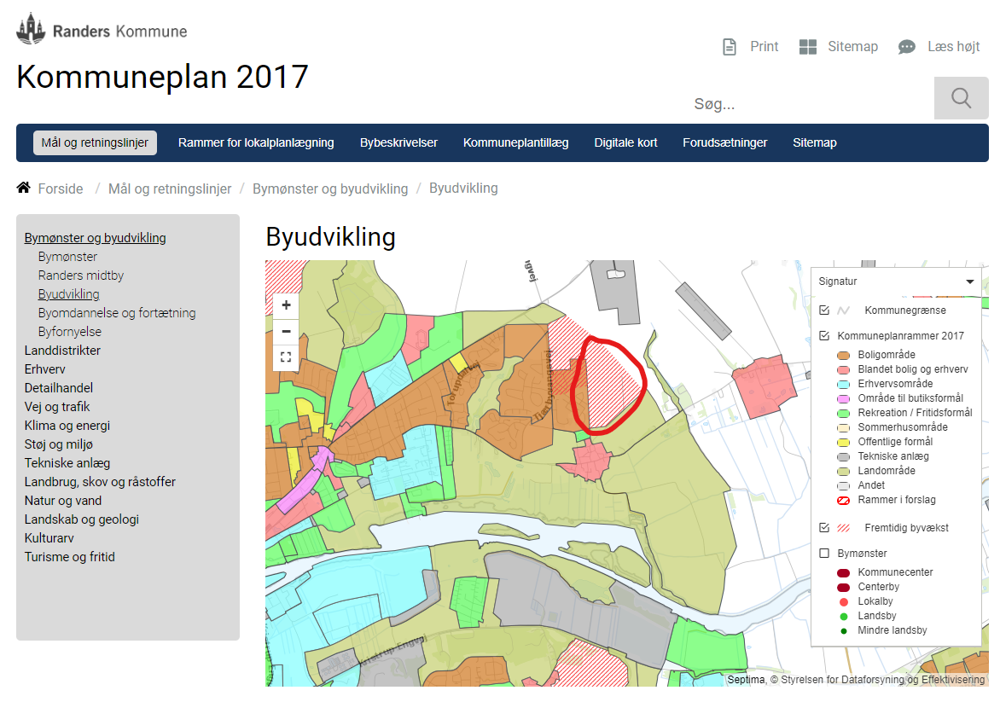 Randers Kommune
Print
Sitemap
Læs højt
Kommuneplan 2017
Søg...
Mål og retningslinjer
Rammer for lokalplanlægning
Bybeskrivelser
Kommuneplantillæg
Digitale kort
Forudsætninger
Sitemap
Forside / Mål og retningslinjer / Bymønster og byudvikling / Byudvikling
Bymønster og byudvikling
Bymønster
Randers midtby
Byudvikling
Byomdannelse og fortætning
Byfornyelse
Landdistrikter
Erhverv
Detailhandel
Vej og trafik
Klima og energi
Støj og miljø
Tekniske anlæg
Landbrug, skov og råstoffer
Natur og vand
Landskab og geologi
Kulturarv
Turisme og fritid
Byudvikling
+
−
Signatur
Kommunegrænse
Kommuneplanrammer 2017
Boligområde
Blandet bolig og erhverv
Erhvervsområde
Område til butiksformål
Rekreation / Fritidsformål
Sommerhusområde
Offentlige formål
Tekniske anlæg
Landområde
Andet
Rammer i forslag
Fremtidig byvækst
Bymønster
Kommunecenter
Centerby
Lokalby
Landsby
Mindre landsby
Septima, © Styrelsen for Dataforsyning og Effektivisering